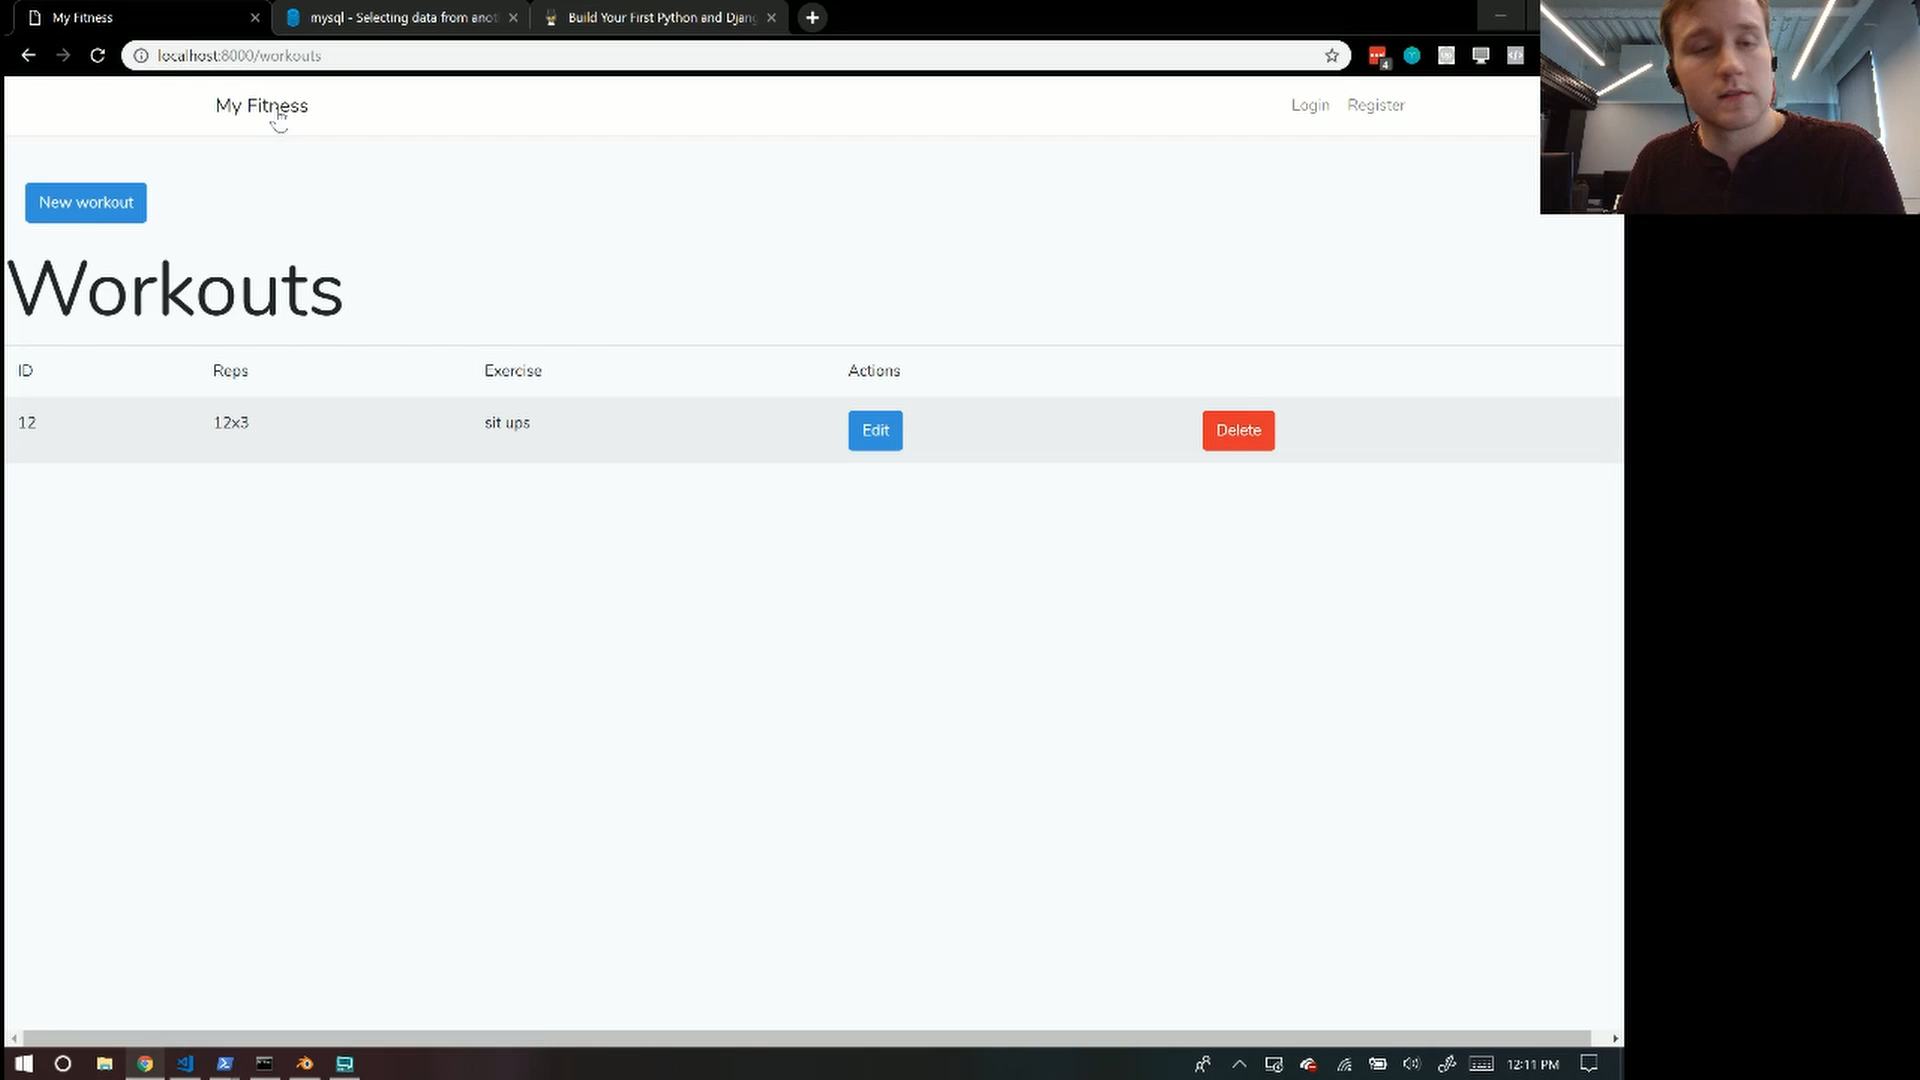 My Fitness
mysql - Selecting data from anot
Build Your First Python and Djang
localhost:8000/workouts
4
My Fitness
Login
Register
New workout
Workouts
ID Reps Exercise Actions
12 12x3 sit ups Edit Delete
12:11 PM